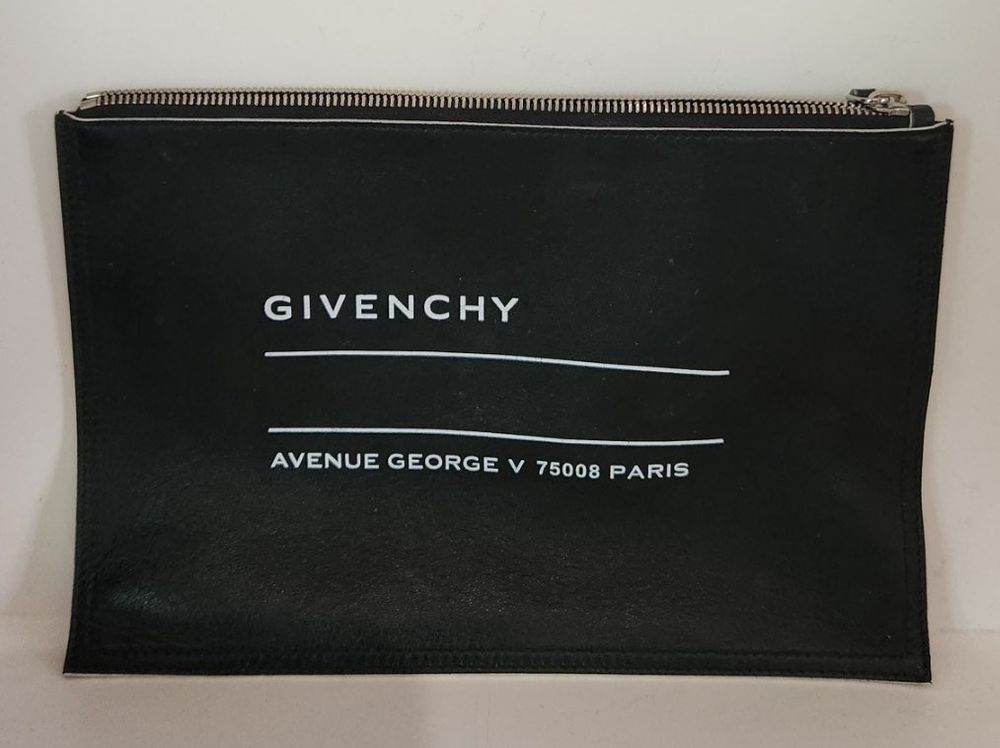 GIVENCHY
AVENUE GEORGE V 75008 PARIS